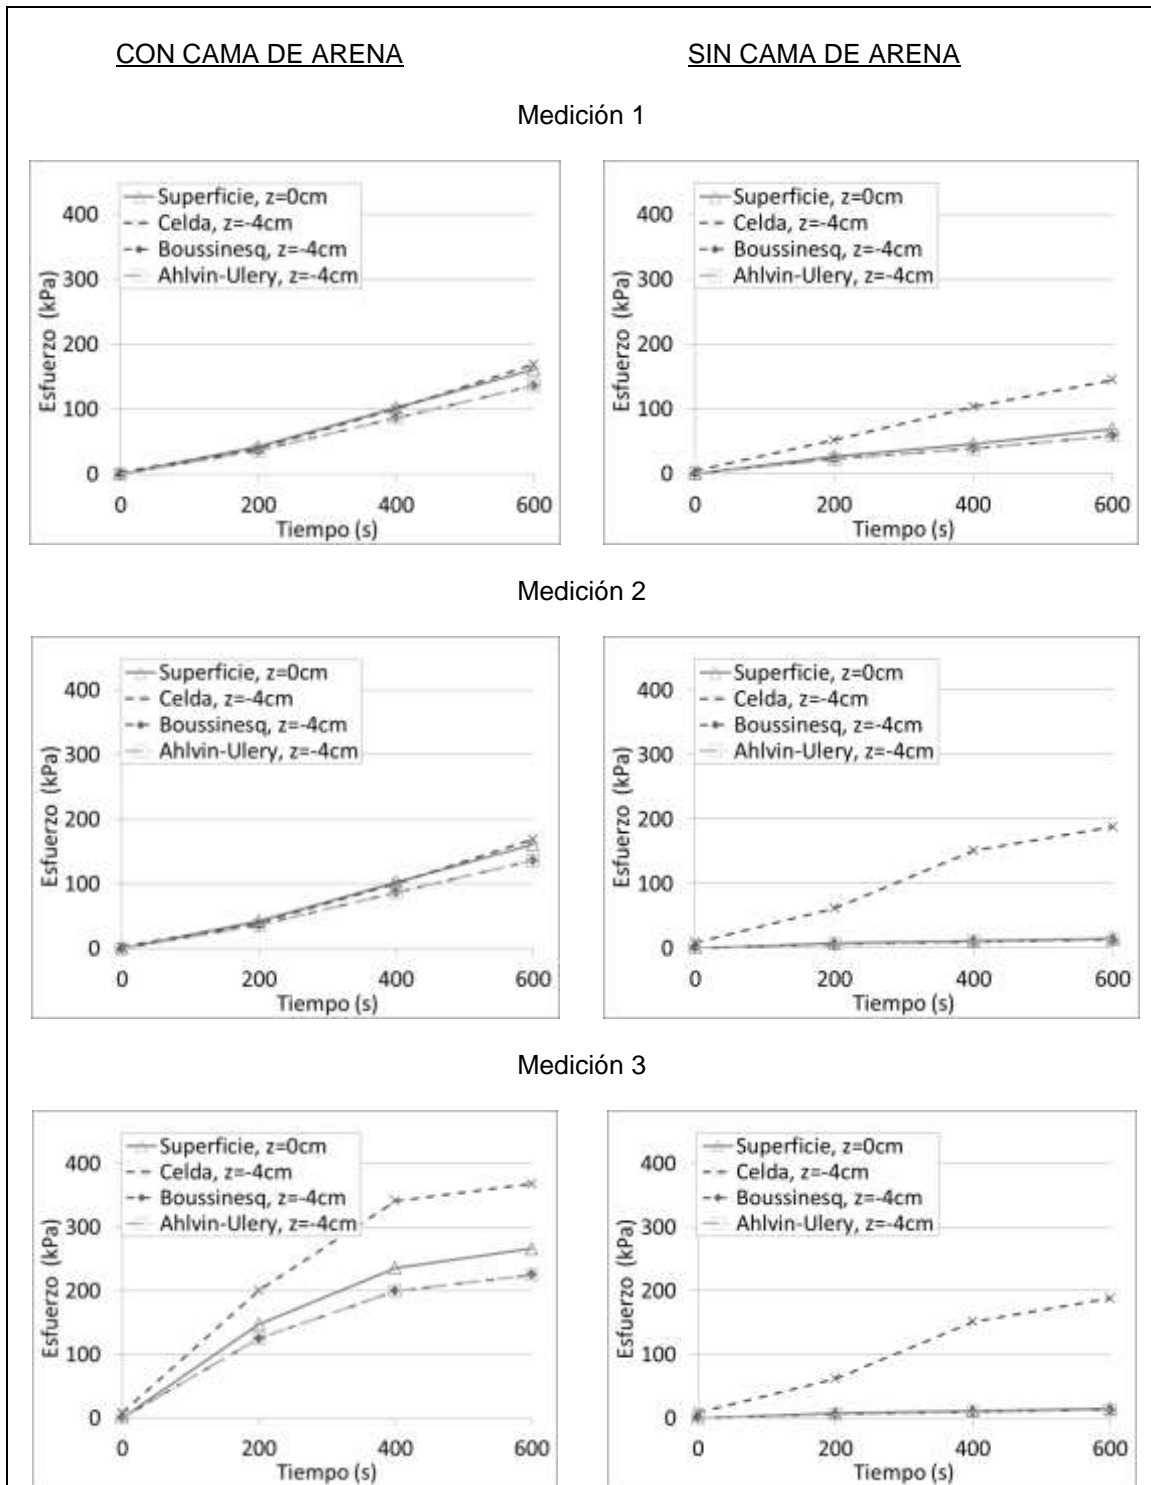 CON CAMA DE ARENA
SIN CAMA DE ARENA
Medición 1
Superficie, z=0cm
Celda, z=-4cm
Boussinesq, z=-4cm
Ahlvin-Ulery, z=-4cm
Esfuerzo (kPa)
400
300
200
100
0
0 200 400 600
Tiempo (s)
Superficie, z=0cm
Celda, z=-4cm
Boussinesq, z=-4cm
Ahlvin-Ulery, z=-4cm
Esfuerzo (kPa)
400
300
200
100
0
0 200 400 600
Tiempo (s)
Medición 2
Superficie, z=0cm
Celda, z=-4cm
Boussinesq, z=-4cm
Ahlvin-Ulery, z=-4cm
Esfuerzo (kPa)
400
300
200
100
0
0 200 400 600
Tiempo (s)
Superficie, z=0cm
Celda, z=-4cm
Boussinesq, z=-4cm
Ahlvin-Ulery, z=-4cm
Esfuerzo (kPa)
400
300
200
100
0
0 200 400 600
Tiempo (s)
Medición 3
Superficie, z=0cm
Celda, z=-4cm
Boussinesq, z=-4cm
Ahlvin-Ulery, z=-4cm
Esfuerzo (kPa)
400
300
200
100
0
0 200 400 600
Tiempo (s)
Superficie, z=0cm
Celda, z=-4cm
Boussinesq, z=-4cm
Ahlvin-Ulery, z=-4cm
Esfuerzo (kPa)
400
300
200
100
0
0 200 400 600
Tiempo (s)